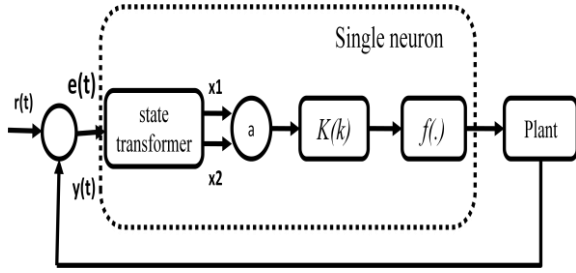 Single neuron
r(t)
e(t)
state
transformer
x1
x2
a
K(k)
f(.)
Plant
y(t)